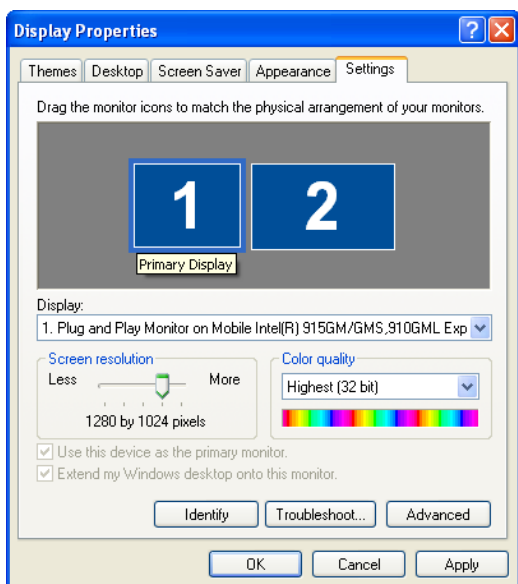 Display Properties
Themes Desktop Screen Saver Appearance Settings
Drag the monitor icons to match the physical arrangement of your monitors.
1 2
Primary Display
Display:
1. Plug and Play Monitor on Mobile Intel(R) 915GM/GMS,910GML Exp
Screen resolution Color quality
Less More Highest (32 bit)
1280 by 1024 pixels
Use this device as the primary monitor.
Extend my Windows desktop onto this monitor.
Identify Troubleshoot... Advanced
OK Cancel Apply